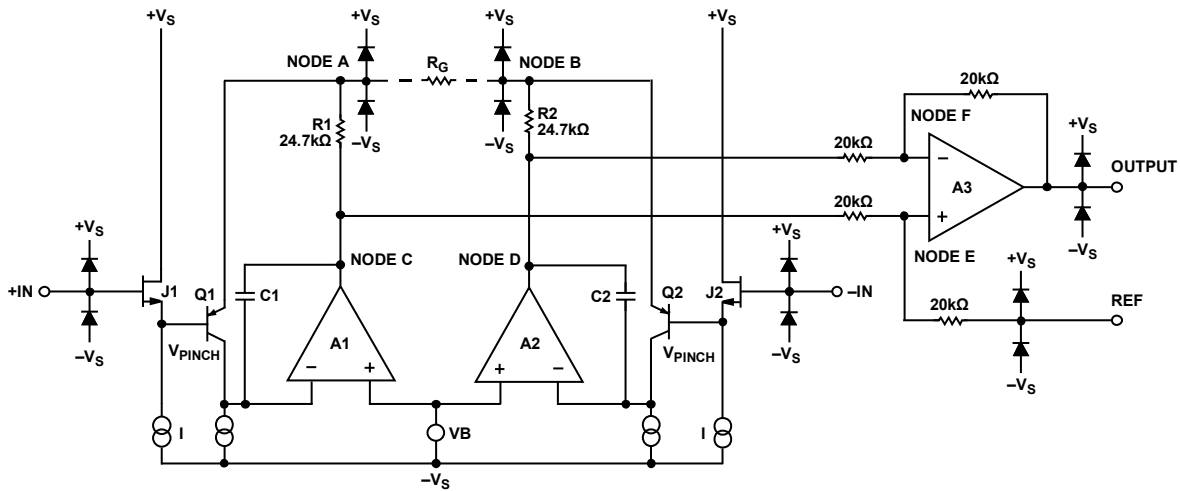 +VS
+VS
+VS
+VS
NODE A
RG
NODE B
20kΩ
R1
24.7kΩ
−VS
−VS
R2
24.7kΩ
NODE F
20kΩ
+VS
−
A3
OUTPUT
20kΩ
+
−VS
+VS
NODE C
NODE D
+VS
NODE E
+VS
+IN
J1
Q1
C1
C2
Q2
J2
−IN
20kΩ
REF
−VS
VPINCH
A1
A2
VPINCH
−VS
−VS
−
+
+
−
I
VB
I
−VS